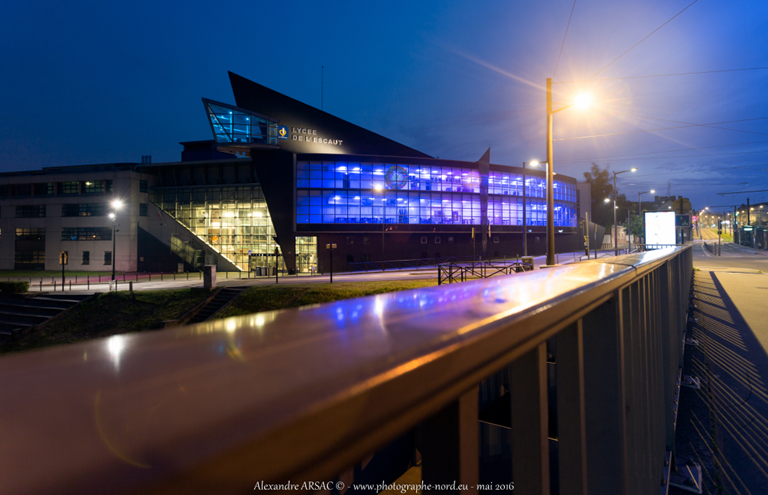 LYCEE
DE L'ESCAUT
Alexandre ARSAC © - www.photographe-nord.eu - mai 2016